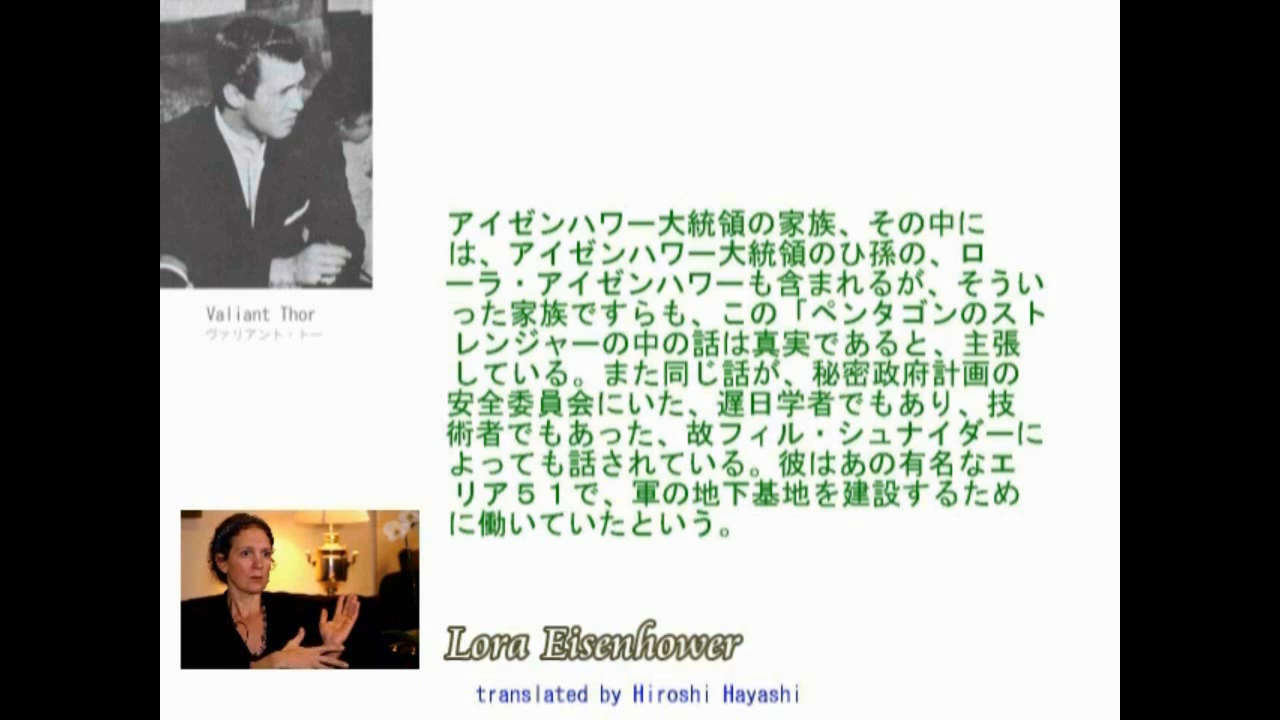 Valiant Thor
ヴァリアント・トー
アイゼンハワー大統領の家族、その中に
は、アイゼンハワー大統領のひ孫の、ロ
ーラ・アイゼンハワーも含まれるが、そうい
った家族ですらも、この「ペンタゴンのスト
レンジャーの中の話は真実であると、主張
している。また同じ話が、秘密政府計画の
安全委員会にいた、遅日学者でもあり、技
術者でもあった、故フィル・シュナイダーに
よっても話されている。彼はあの有名なエ
リア５１で、軍の地下基地を建設するため
に働いていたという。
Lora Eisenhower
translated by Hiroshi Hayashi